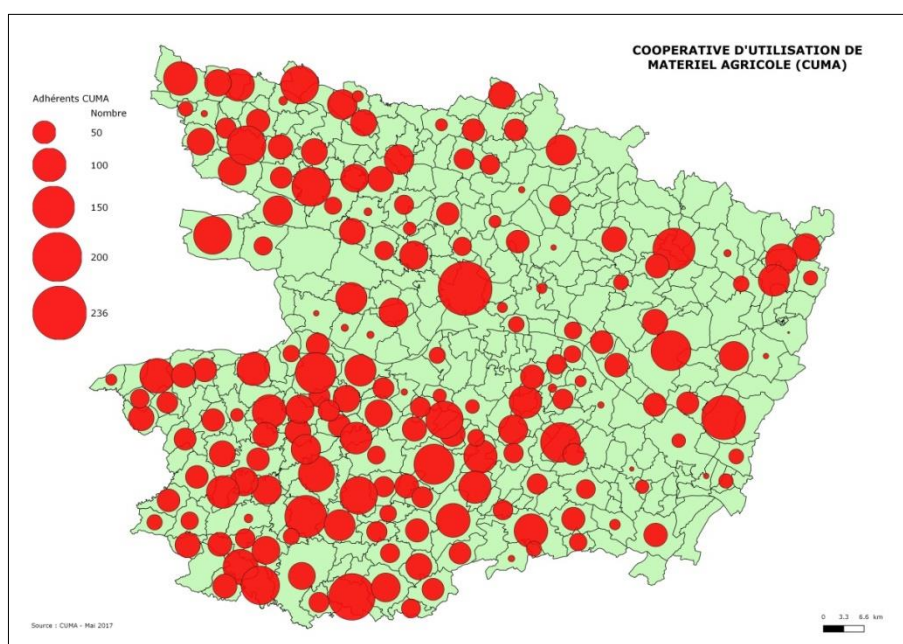 COOPERATIVE D'UTILISATION DE
MATERIEL AGRICOLE (CUMA)
Adhérents CUMA
Nombre
50
100
150
200
236
Source : CUMA - Mai 2017
0 3.3 6.6 km